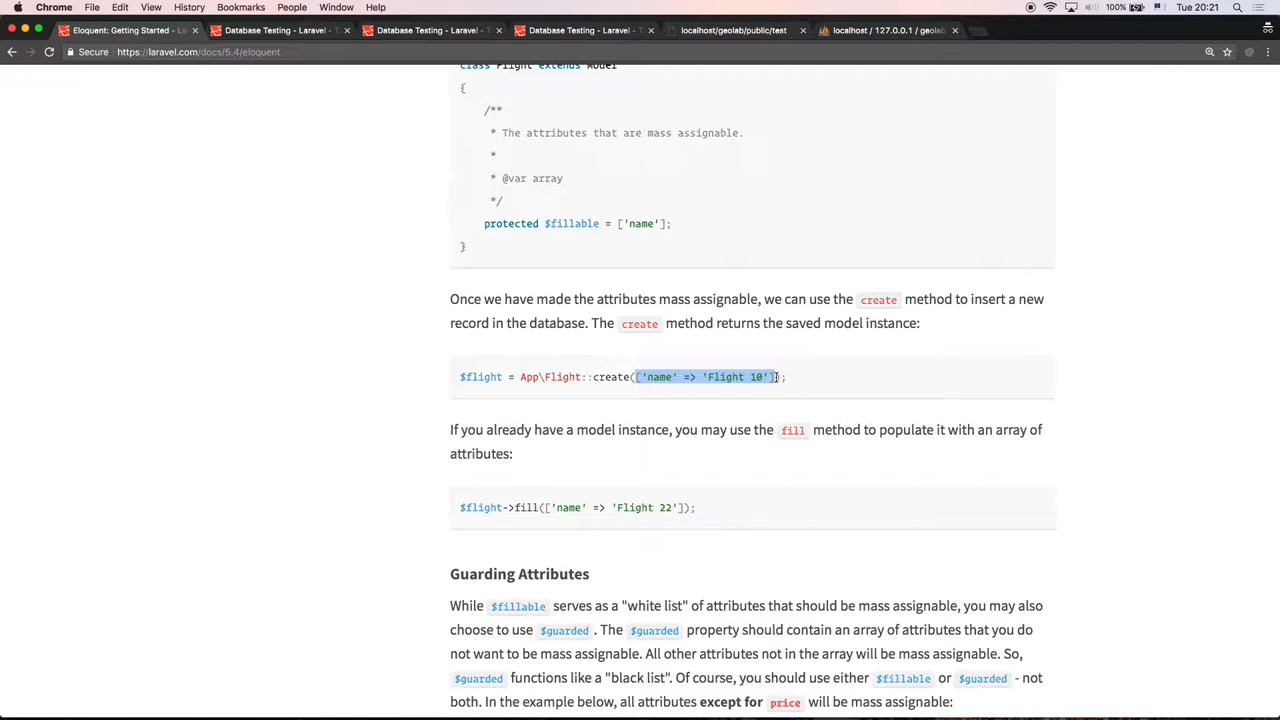 Chrome File Edit View History Bookmarks People Window Help 100% Tue 20:21
Eloquent: Getting Started - La × Database Testing - Laravel - T × Database Testing - Laravel - T × Database Testing - Laravel - T × localhost/geolab/public/test × localhost / 127.0.0.1 / geolab ×
Secure https://laravel.com/docs/5.4/eloquent
class Flight extends Model
{
/**
* The attributes that are mass assignable.
*
* @var array
*/
protected $fillable = ['name'];
}
Once we have made the attributes mass assignable, we can use the create method to insert a new
record in the database. The create method returns the saved model instance:
$flight = App\Flight::create(['name' => 'Flight 10']);
If you already have a model instance, you may use the fill method to populate it with an array of
attributes:
$flight->fill(['name' => 'Flight 22']);
Guarding Attributes
While $fillable serves as a "white list" of attributes that should be mass assignable, you may also
choose to use $guarded. The $guarded property should contain an array of attributes that you do
not want to be mass assignable. All other attributes not in the array will be mass assignable. So,
$guarded functions like a "black list". Of course, you should use either $fillable or $guarded - not
both. In the example below, all attributes except for price will be mass assignable: